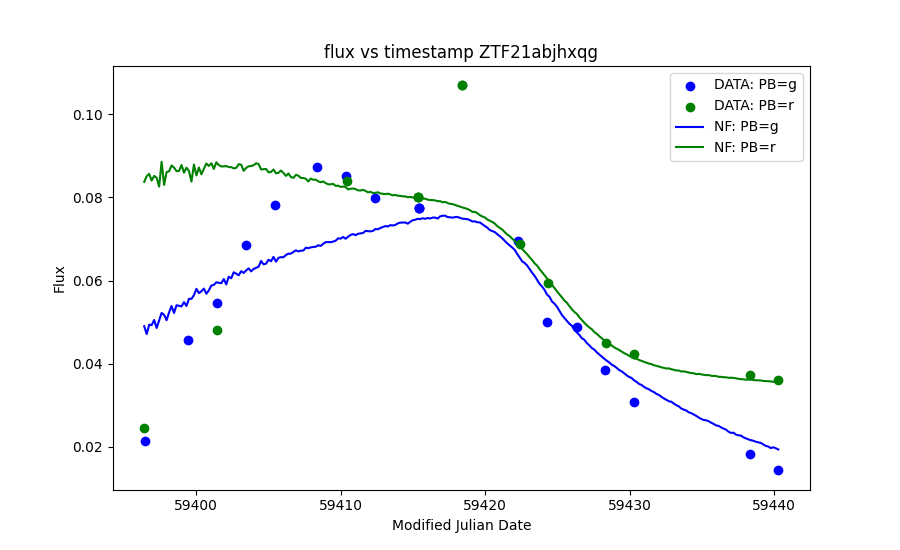 flux vs timestamp ZTF21abjhxqg
DATA: PB=g
DATA: PB=r
NF: PB=g
NF: PB=r
Flux
0.10
0.08
0.06
0.04
0.02
59400 59410 59420 59430 59440
Modified Julian Date